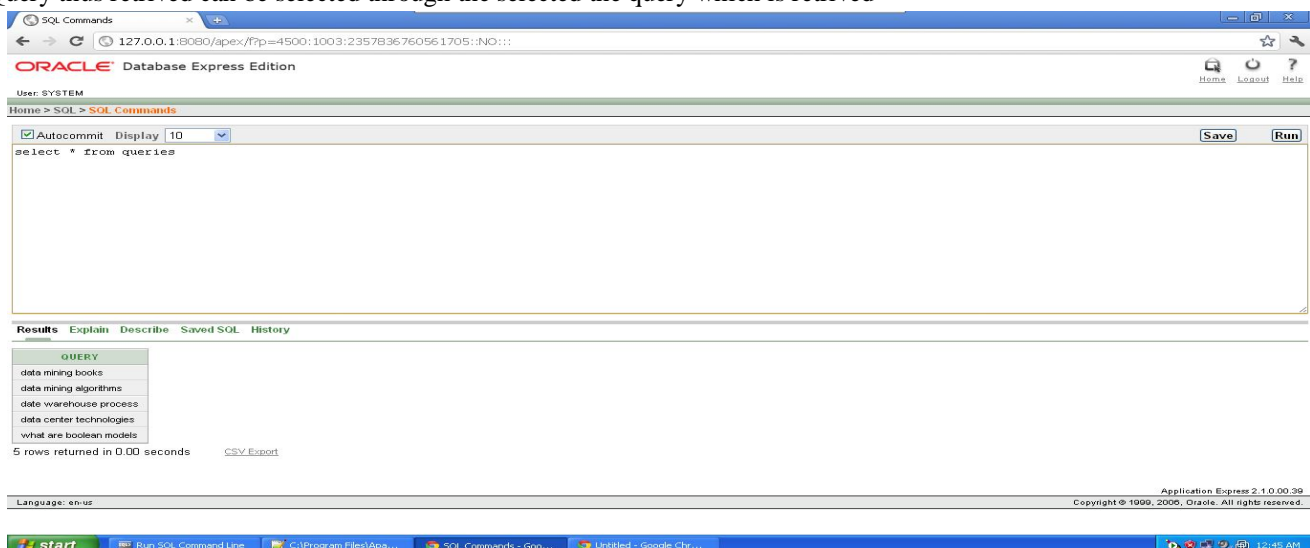 query thus retrived can be selected through the selected the query which is retrived
SQL Commands
127.0.0.1:8080/apex/f?p=4500:1003:2357836760561705::NO:::
ORACLE Database Express Edition
Home Logout Help
User: SYSTEM
Home > SQL > SQL Commands
Autocommit Display 10
Save Run
select * from queries
Results Explain Describe Saved SQL History
QUERY
data mining books
data mining algorithms
date warehouse process
data center technologies
what are boolean models
5 rows returned in 0.00 seconds CSV Export
Application Express 2.1.0.00.39
Language: en-us Copyright © 1999, 2006, Oracle. All rights reserved.
start Run SQL Command Line C:\Program Files\Apa... SQL Commands - Goo... Untitled - Google Chr... 12:45 AM